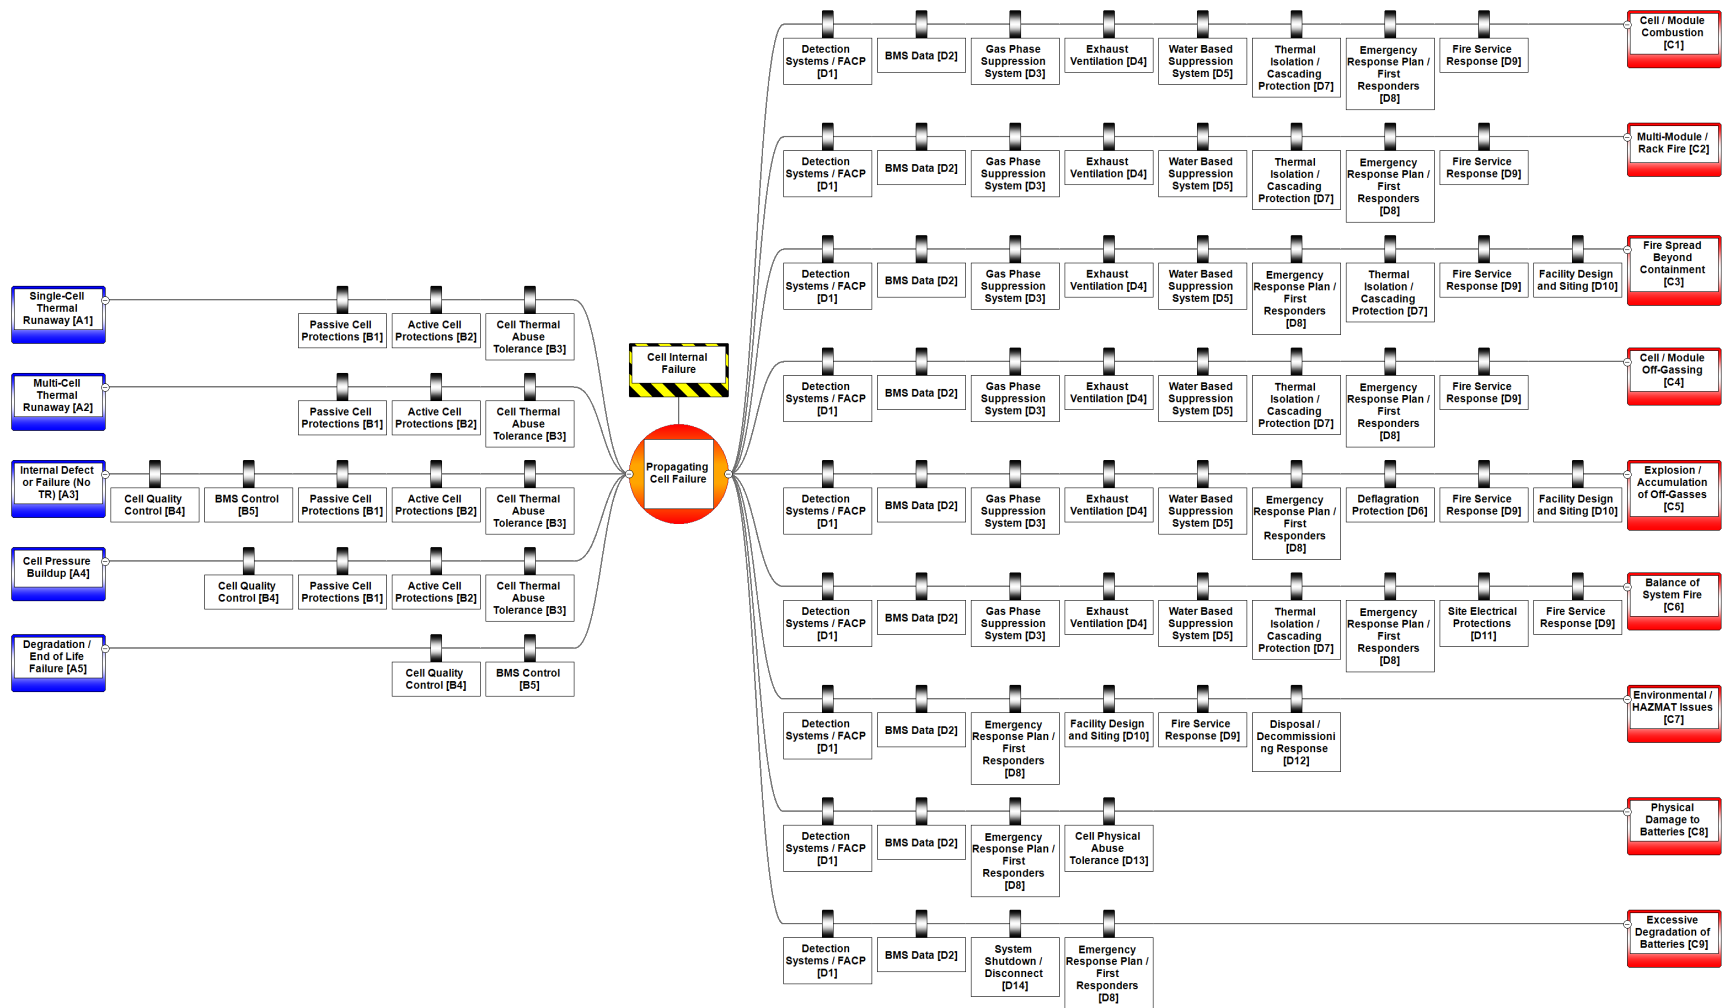 Single-Cell
Thermal
Runaway [A1]
Passive Cell
Protections [B1]
Active Cell
Protections [B2]
Cell Thermal
Abuse
Tolerance [B3]
Multi-Cell
Thermal
Runaway [A2]
Passive Cell
Protections [B1]
Active Cell
Protections [B2]
Cell Thermal
Abuse
Tolerance [B3]
Internal Defect
or Failure (No
TR) [A3]
Cell Quality
Control [B4]
BMS Control
[B5]
Passive Cell
Protections [B1]
Active Cell
Protections [B2]
Cell Thermal
Abuse
Tolerance [B3]
Cell Pressure
Buildup [A4]
Cell Quality
Control [B4]
Passive Cell
Protections [B1]
Active Cell
Protections [B2]
Cell Thermal
Abuse
Tolerance [B3]
Degradation /
End of Life
Failure [A5]
Cell Quality
Control [B4]
BMS Control
[B5]
Cell Internal
Failure
Propagating
Cell Failure
Detection
Systems / FACP
[D1]
BMS Data [D2]
Gas Phase
Suppression
System [D3]
Exhaust
Ventilation [D4]
Water Based
Suppression
System [D5]
Thermal
Isolation /
Cascading
Protection [D7]
Emergency
Response Plan /
First
Responders
[D8]
Fire Service
Response [D9]
Cell / Module
Combustion
[C1]
Detection
Systems / FACP
[D1]
BMS Data [D2]
Gas Phase
Suppression
System [D3]
Exhaust
Ventilation [D4]
Water Based
Suppression
System [D5]
Thermal
Isolation /
Cascading
Protection [D7]
Emergency
Response Plan /
First
Responders
[D8]
Fire Service
Response [D9]
Multi-Module /
Rack Fire [C2]
Detection
Systems / FACP
[D1]
BMS Data [D2]
Gas Phase
Suppression
System [D3]
Exhaust
Ventilation [D4]
Water Based
Suppression
System [D5]
Emergency
Response Plan /
First
Responders
[D8]
Thermal
Isolation /
Cascading
Protection [D7]
Fire Service
Response [D9]
Facility Design
and Siting [D10]
Fire Spread
Beyond
Containment
[C3]
Detection
Systems / FACP
[D1]
BMS Data [D2]
Gas Phase
Suppression
System [D3]
Exhaust
Ventilation [D4]
Water Based
Suppression
System [D5]
Thermal
Isolation /
Cascading
Protection [D7]
Emergency
Response Plan /
First
Responders
[D8]
Fire Service
Response [D9]
Cell / Module
Off-Gassing
[C4]
Detection
Systems / FACP
[D1]
BMS Data [D2]
Gas Phase
Suppression
System [D3]
Exhaust
Ventilation [D4]
Water Based
Suppression
System [D5]
Emergency
Response Plan /
First
Responders
[D8]
Deflagration
Protection [D6]
Fire Service
Response [D9]
Facility Design
and Siting [D10]
Explosion /
Accumulation
of Off-Gasses
[C5]
Detection
Systems / FACP
[D1]
BMS Data [D2]
Gas Phase
Suppression
System [D3]
Exhaust
Ventilation [D4]
Water Based
Suppression
System [D5]
Thermal
Isolation /
Cascading
Protection [D7]
Emergency
Response Plan /
First
Responders
[D8]
Site Electrical
Protections
[D11]
Fire Service
Response [D9]
Balance of
System Fire
[C6]
Detection
Systems / FACP
[D1]
BMS Data [D2]
Emergency
Response Plan /
First
Responders
[D8]
Facility Design
and Siting [D10]
Fire Service
Response [D9]
Disposal /
Decommissioni
ng Response
[D12]
Environmental /
HAZMAT Issues
[C7]
Detection
Systems / FACP
[D1]
BMS Data [D2]
Emergency
Response Plan /
First
Responders
[D8]
Cell Physical
Abuse
Tolerance [D13]
Physical
Damage to
Batteries [C8]
Detection
Systems / FACP
[D1]
BMS Data [D2]
System
Shutdown /
Disconnect
[D14]
Emergency
Response Plan /
First
Responders
[D8]
Excessive
Degradation of
Batteries [C9]